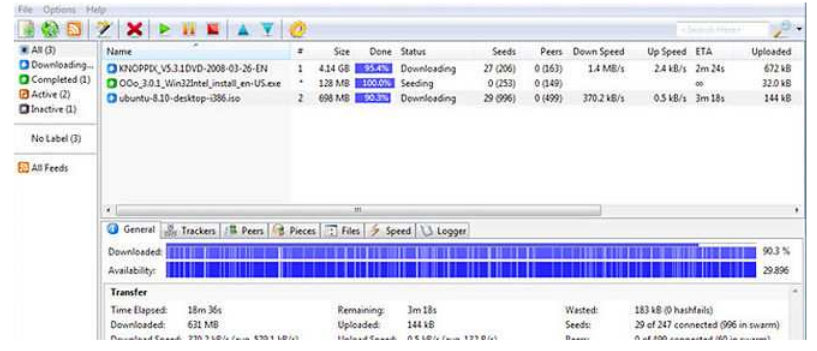 File Options Help
All (3)
Downloading...
Completed (1)
Active (2)
Inactive (1)
No Label (3)
All Feeds
Name # Size Done Status Seeds Peers Down Speed Up Speed ETA Uploaded
KNOPPIX_V5.3.1DVD-2008-03-26-EN 1 4.14 GB 95.4% Downloading 27 (206) 0 (163) 1.4 MB/s 2.4 kB/s 2m 24s 672 kB
OOo_3.0.1_Win32Intel_install_en-US.exe * 128 MB 100.0% Seeding 0 (253) 0 (149) ∞ 32.0 kB
ubuntu-8.10-desktop-i386.iso 2 698 MB 90.3% Downloading 29 (996) 0 (499) 370.2 kB/s 0.5 kB/s 3m 18s 144 kB
General Trackers Peers Pieces Files Speed Logger
Downloaded: 90.3 %
Availability: 29.896
Transfer
Time Elapsed: 18m 36s Remaining: 3m 18s Wasted: 183 kB (0 hashfails)
Downloaded: 631 MB Uploaded: 144 kB Seeds: 29 of 247 connected (996 in swarm)
Download Speed: 370.2 kB/s (avg. 579.1 kB/s) Upload Speed: 0.5 kB/s (avg. 132 B/s) Peers: 0 of 499 connected (60 in swarm)